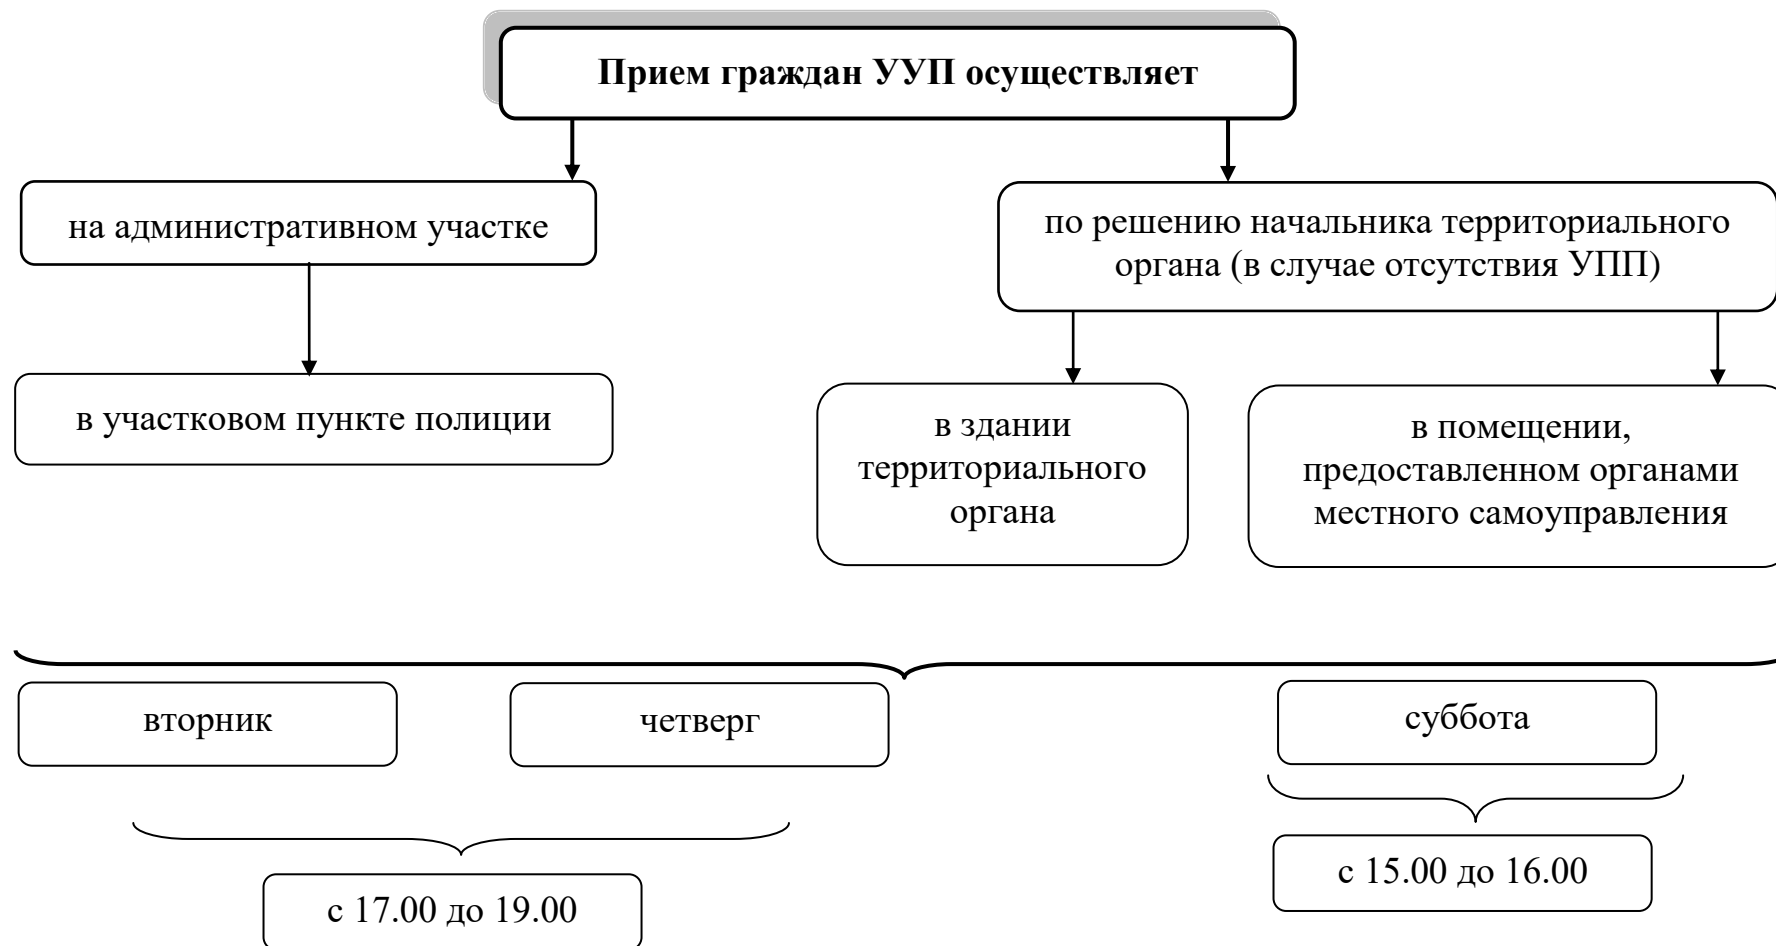 Прием граждан УУП осуществляет
на административном участке
по решению начальника территориального
органа (в случае отсутствия УПП)
в участковом пункте полиции
в здании
территориального
органа
в помещении,
предоставленном органами
местного самоуправления
вторник
четверг
суббота
с 17.00 до 19.00
с 15.00 до 16.00